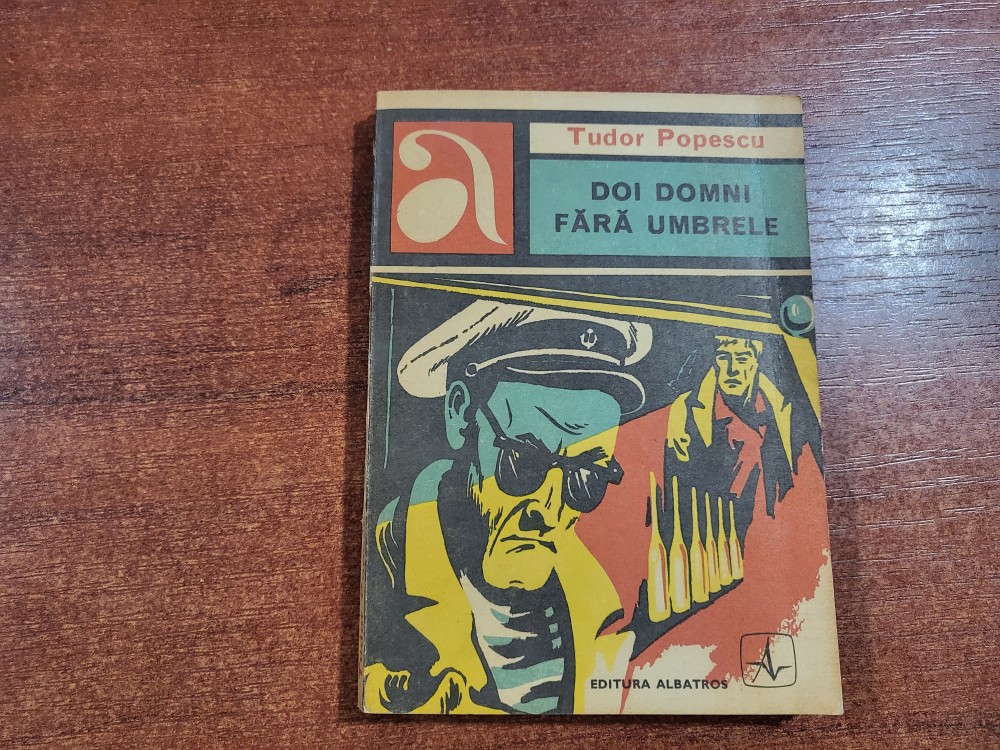 a
Tudor Popescu
DOI DOMNI
FĂRĂ UMBRELE
EDITURA ALBATROS